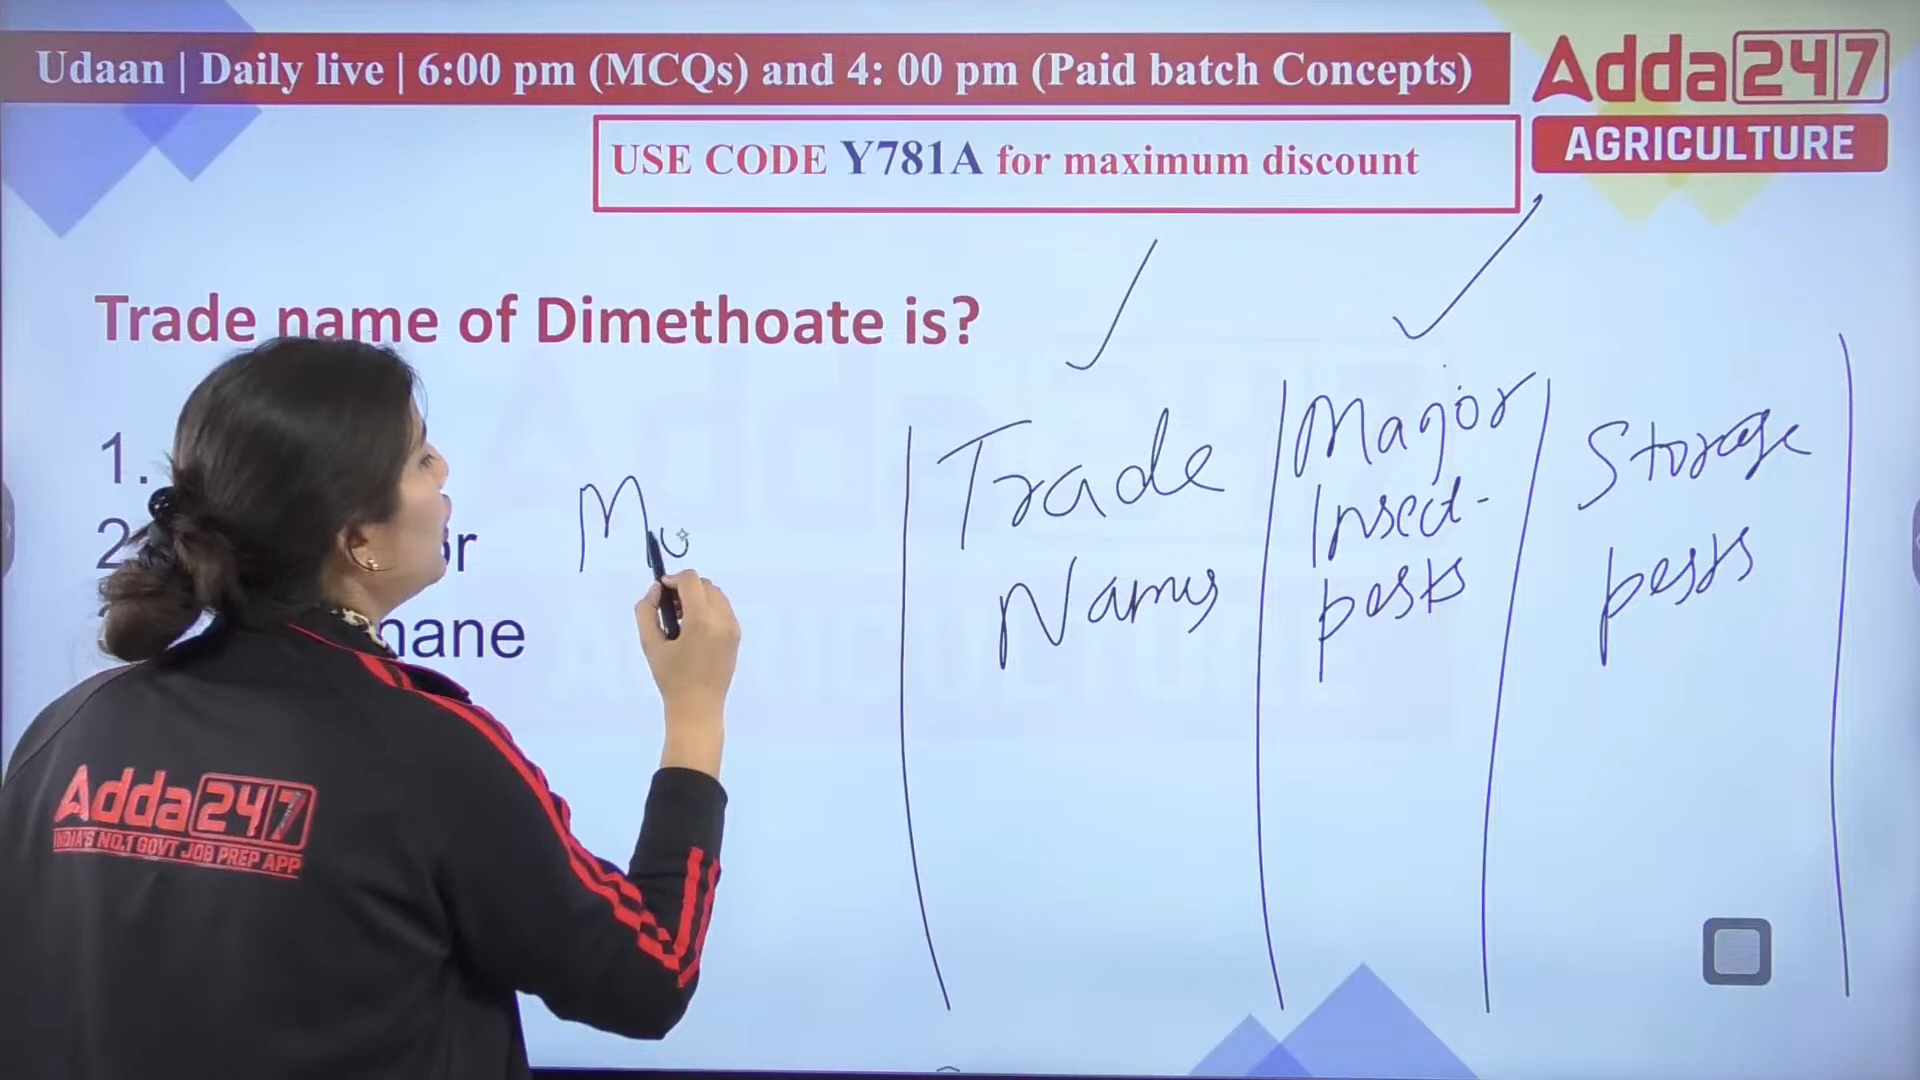 Udaan | Daily live | 6:00 pm (MCQs) and 4: 00 pm (Paid batch Concepts)
Adda247
AGRICULTURE
USE CODE Y781A for maximum discount
Trade name of Dimethoate is?
1.
2
or
hane
Trade
Names
Major
Insect-
pests
Storage
pests
Adda247
INDIA'S NO.1 GOVT JOB PREP APP